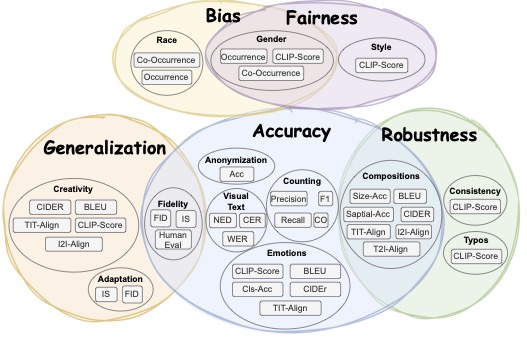 Bias
Fairness
Race
Co-Occurrence
Occurrence
Gender
Occurrence CLIP-Score
Co-Occurrence
Style
CLIP-Score
Generalization
Accuracy
Robustness
Creativity
CIDER BLEU
TIT-Align CLIP-Score
I2I-Align
Adaptation
IS FID
Fidelity
FID IS
Human
Eval
Anonymization
Acc
Visual
Text
NED CER
WER
Counting
Precision F1
Recall CO
Emotions
CLIP-Score BLEU
Cls-Acc CIDEr
TIT-Align
Compositions
Size-Acc BLEU
Saptial-Acc CIDER
TIT-Align I2I-Align
T2I-Align
Consistency
CLIP-Score
Typos
CLIP-Score